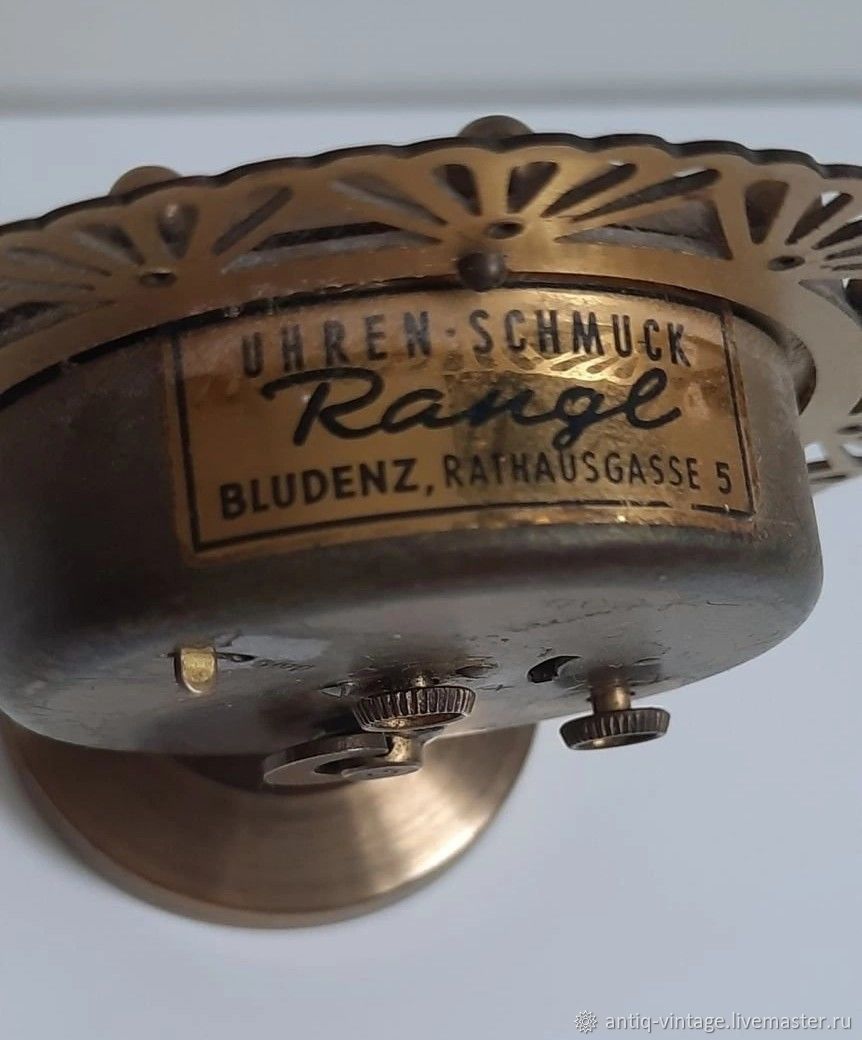 UHREN-SCHMUCK
Rangl
BLUDENZ, RATHAUSGASSE 5
antiq-vintage.livemaster.ru